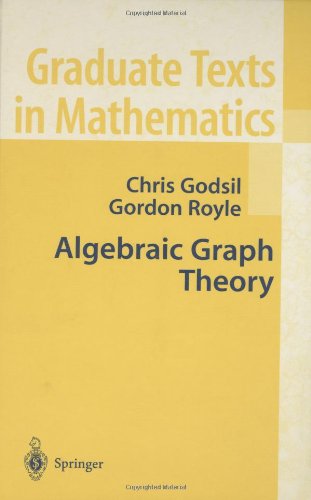 Graduate Texts
in Mathematics
Chris Godsil
Gordon Royle
Algebraic Graph
Theory
Springer